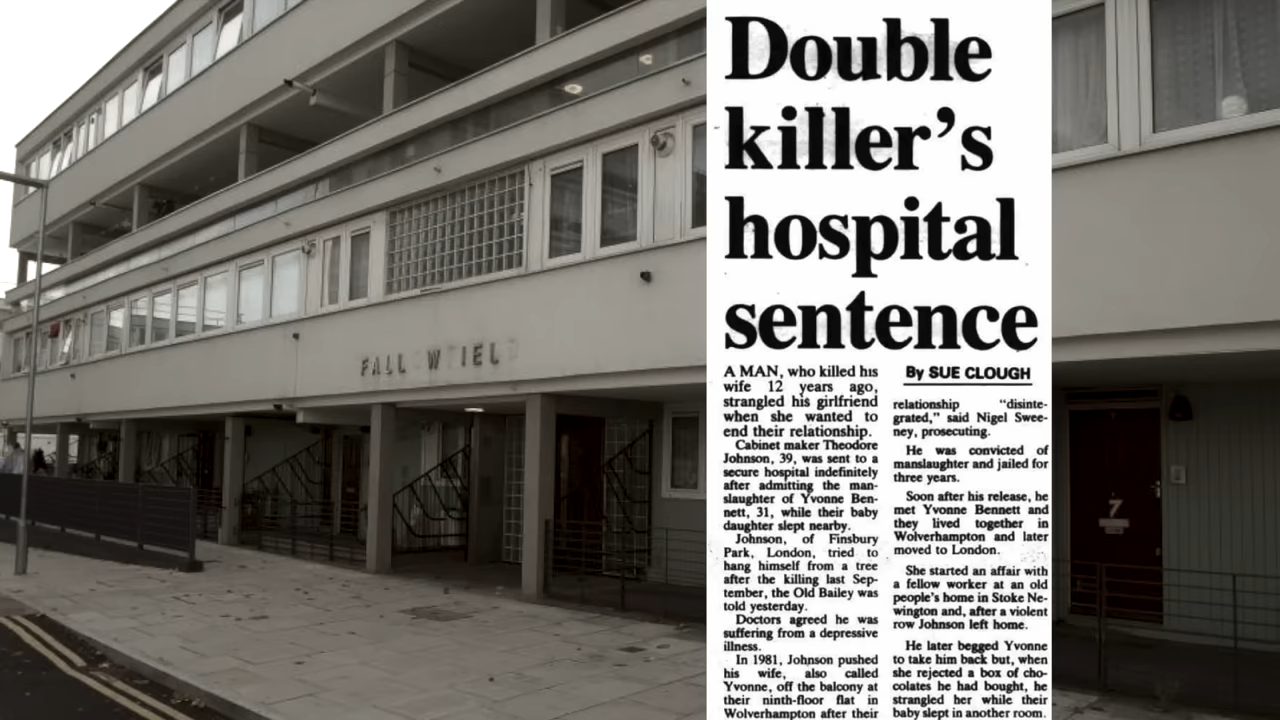 FALLOWFIEL
Double
killer's
hospital
sentence
A MAN, who killed his
wife 12 years ago,
strangled his girlfriend
when she wanted to
end their relationship.
Cabinet maker Theodore
Johnson, 39, was sent to a
secure hospital indefinitely
after admitting the man-
slaughter of Yvonne Ben-
nett, 31, while their baby
daughter slept nearby.
Johnson, of Finsbury
Park, London, tried to
hang himself from a tree
after the killing last Sep-
tember, the Old Bailey was
told yesterday.
Doctors agreed he was
suffering from a depressive
illness.
In 1981, Johnson pushed
his wife, also called
Yvonne, off the balcony at
their ninth-floor flat in
Wolverhampton after their
By SUE CLOUGH
relationship "disinte-
grated," said Nigel Swee-
ney, prosecuting.
He was convicted of
manslaughter and jailed for
three years.
Soon after his release, he
met Yvonne Bennett and
they lived together in
Wolverhampton and later
moved to London.
She started an affair with
a fellow worker at an old
people's home in Stoke Ne-
wington and, after a violent
row Johnson left home.
He later begged Yvonne
to take him back but, when
she rejected a box of cho-
colates he had bought, he
strangled her while their
baby slept in another room.
7